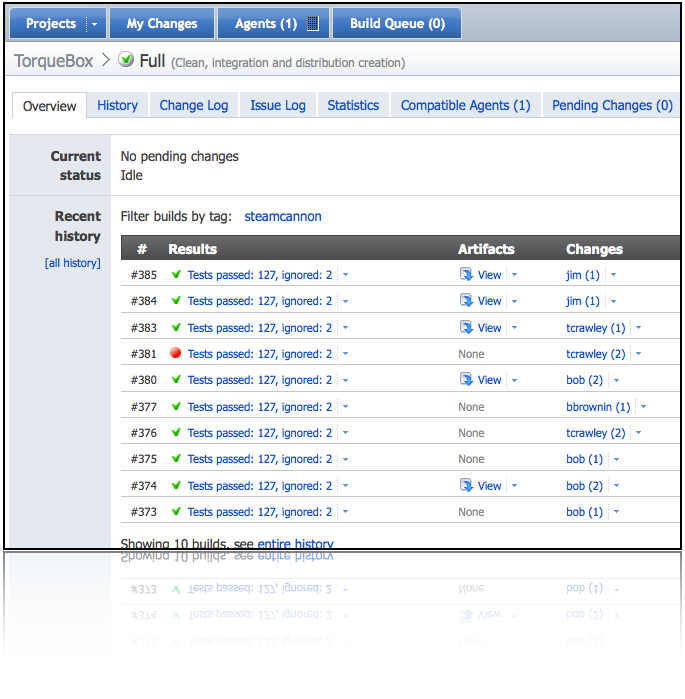 Projects My Changes Agents (1) Build Queue (0)
TorqueBox > Full (Clean, integration and distribution creation)
Overview History Change Log Issue Log Statistics Compatible Agents (1) Pending Changes (0)
Current status No pending changes
Idle
Recent history Filter builds by tag: steamcannon
[all history]
# Results Artifacts Changes
#385 Tests passed: 127, ignored: 2 View jim (1)
#384 Tests passed: 127, ignored: 2 View jim (1)
#383 Tests passed: 127, ignored: 2 View tcrawley (1)
#381 Tests passed: 127, ignored: 2 None tcrawley (2)
#380 Tests passed: 127, ignored: 2 View bob (2)
#377 Tests passed: 127, ignored: 2 None bbrownin (1)
#376 Tests passed: 127, ignored: 2 None tcrawley (2)
#375 Tests passed: 127, ignored: 2 None bob (1)
#374 Tests passed: 127, ignored: 2 View bob (2)
#373 Tests passed: 127, ignored: 2 None bob (1)
Showing 10 builds, see entire history